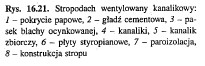 Rys. 16.21. Stropodach wentylowany kanalikowy:
1 – pokrycie papowe, 2 – gładź cementowa, 3 – pa-
sek blachy ocynkowanej, 4 – kanaliki, 5 – kanalik
zbiorczy, 6 – płyty styropianowe, 7 – paroizolacja,
8 – konstrukcja stropu